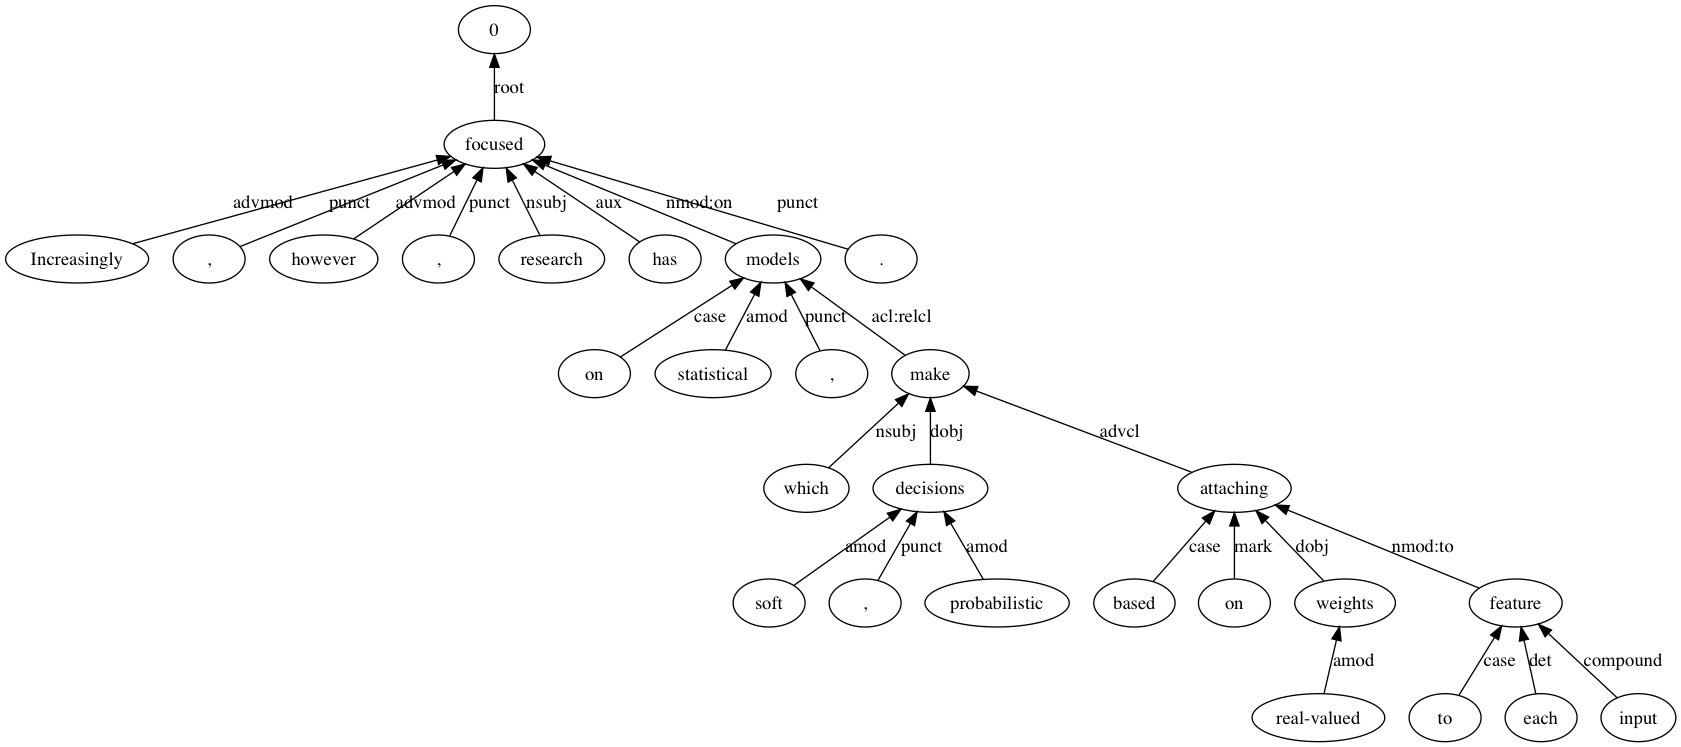 0
root
focused
advmod punct advmod punct nsubj aux nmod:on punct
Increasingly , however , research has models .
case amod punct acl:relcl
on statistical , make
nsubj dobj advcl
which decisions attaching
amod punct amod case mark dobj nmod:to
soft , probabilistic based on weights feature
amod case det compound
real-valued to each input